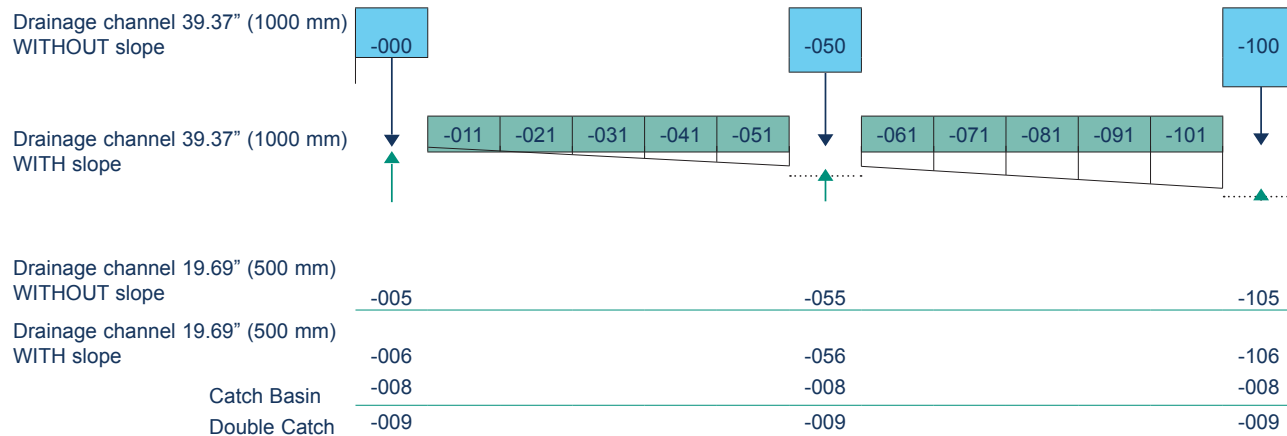 Drainage channel 39.37” (1000 mm)
WITHOUT slope
-000 -050 -100
Drainage channel 39.37” (1000 mm)
WITH slope
-011 -021 -031 -041 -051 -061 -071 -081 -091 -101
Drainage channel 19.69” (500 mm)
WITHOUT slope
-005 -055 -105
Drainage channel 19.69” (500 mm)
WITH slope
-006 -056 -106
Catch Basin -008 -008 -008
Double Catch -009 -009 -009